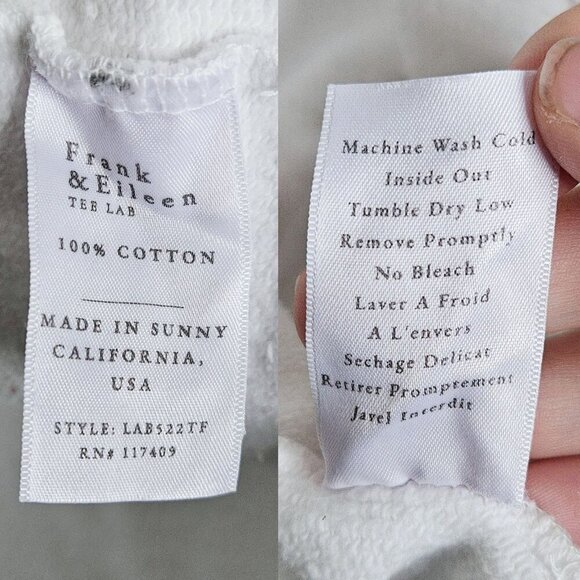 Frank
& Eileen
TEE LAB
100% COTTON
MADE IN SUNNY
CALIFORNIA,
USA
STYLE: LAB522TF
RN# 117409
Machine Wash Cold
Inside Out
Tumble Dry Low
Remove Promptly
No Bleach
Laver A Froid
A L'envers
Sechage Delicat
Retirer Promptement
Javel Interdit